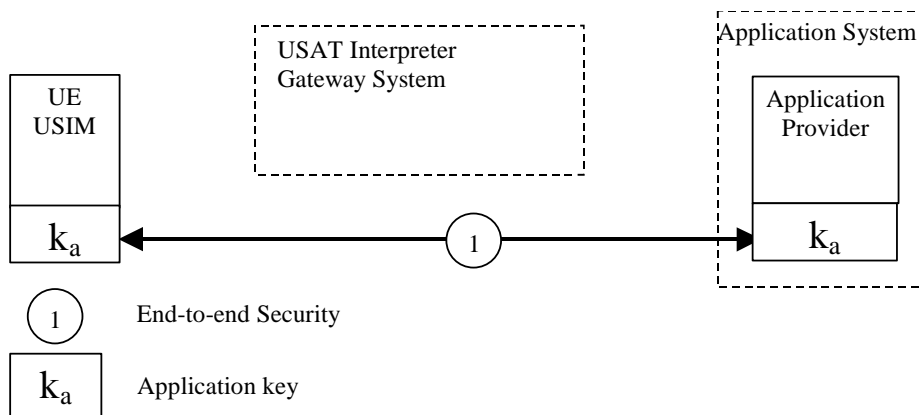 USAT Interpreter
Gateway System
Application System
UE
USIM
Application
Provider
kₐ
1
kₐ
1
End-to-end Security
kₐ
Application key